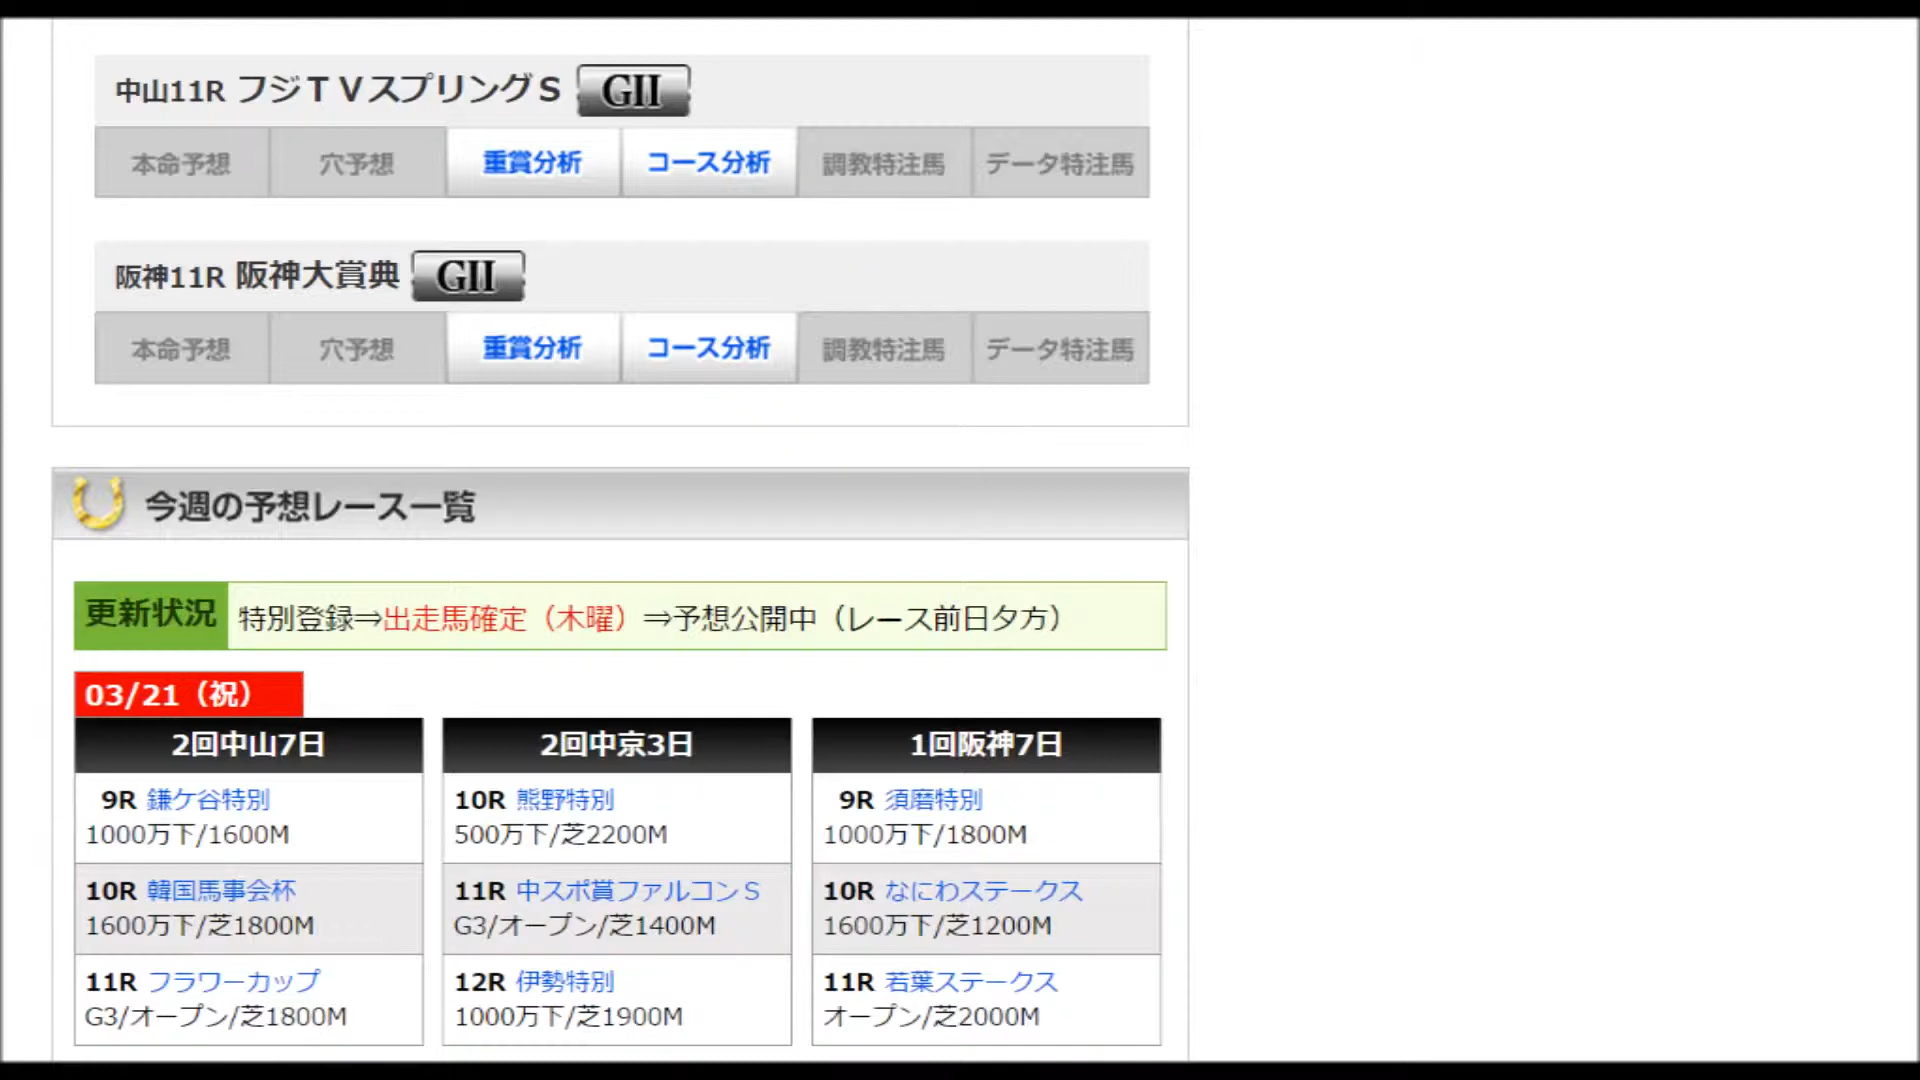 中山11R フジＴＶスプリングＳ GII
本命予想 穴予想 重賞分析 コース分析 調教特注馬 データ特注馬
阪神11R 阪神大賞典 GII
本命予想 穴予想 重賞分析 コース分析 調教特注馬 データ特注馬
今週の予想レース一覧
更新状況 特別登録⇒出走馬確定（木曜）⇒予想公開中（レース前日夕方）
03/21（祝）
2回中山7日
9R 鎌ケ谷特別
1000万下/1600M
10R 韓国馬事会杯
1600万下/芝1800M
11R フラワーカップ
G3/オープン/芝1800M
2回中京3日
10R 熊野特別
500万下/芝2200M
11R 中スポ賞ファルコンＳ
G3/オープン/芝1400M
12R 伊勢特別
1000万下/芝1900M
1回阪神7日
9R 須磨特別
1000万下/1800M
10R なにわステークス
1600万下/芝1200M
11R 若葉ステークス
オープン/芝2000M